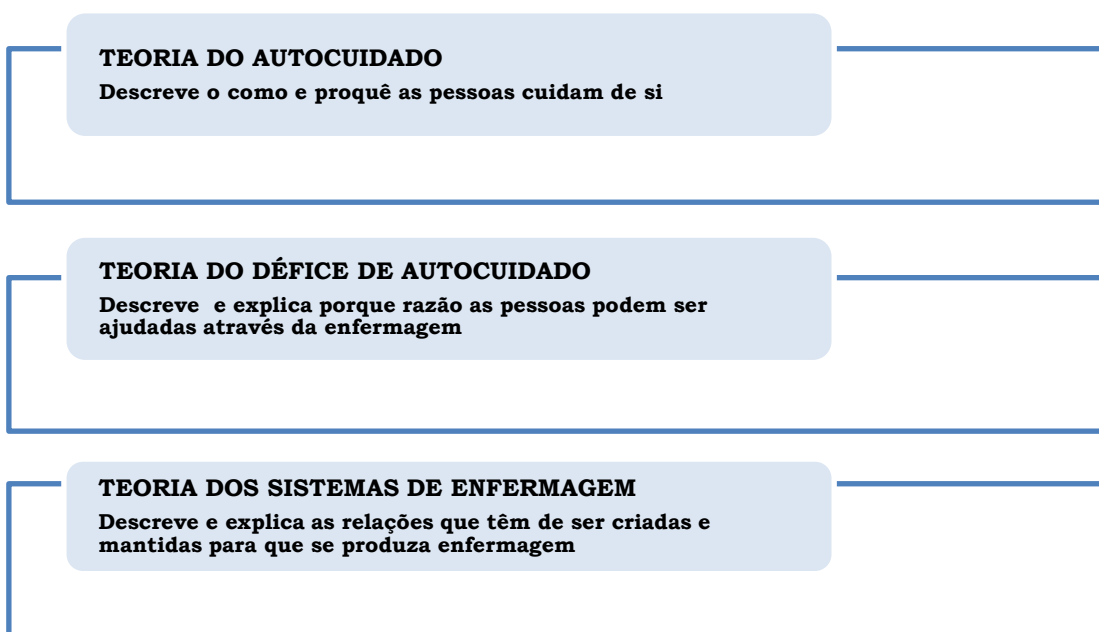 TEORIA DO AUTOCUIDADO
Descreve o como e proquê as pessoas cuidam de si
TEORIA DO DÉFICE DE AUTOCUIDADO
Descreve e explica porque razão as pessoas podem ser
ajudadas através da enfermagem
TEORIA DOS SISTEMAS DE ENFERMAGEM
Descreve e explica as relações que têm de ser criadas e
mantidas para que se produza enfermagem